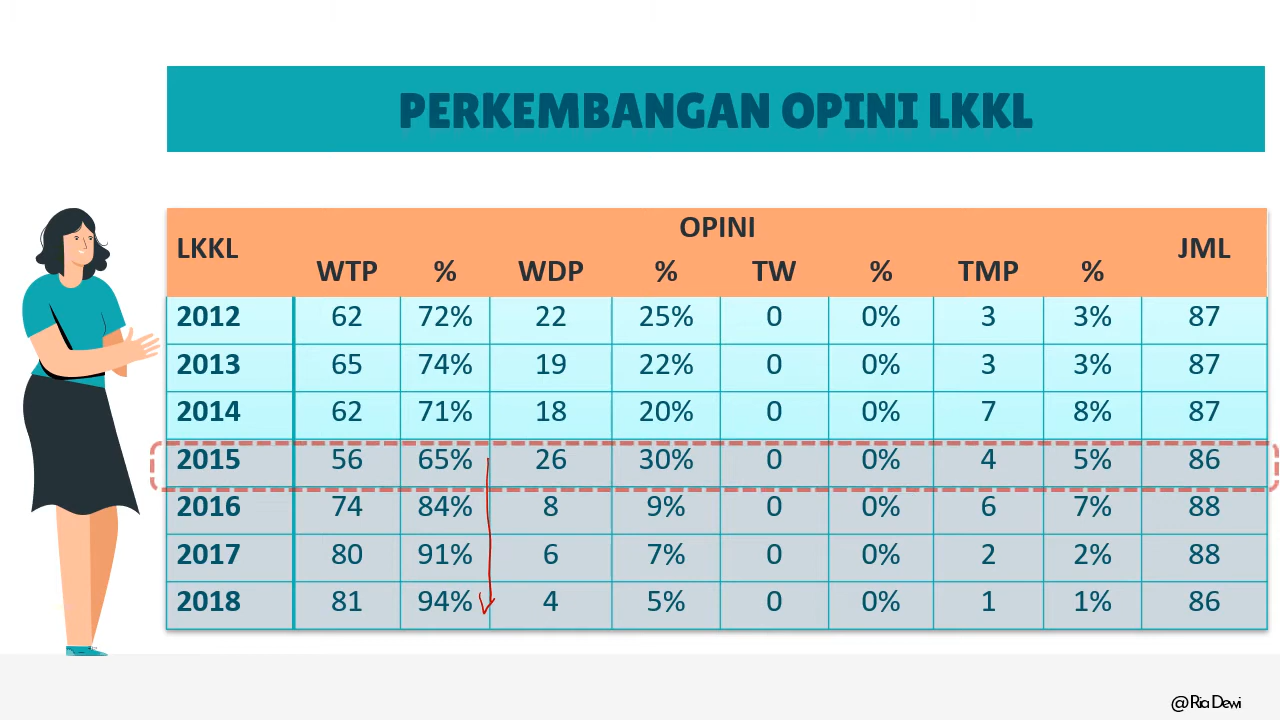 PERKEMBANGAN OPINI LKKL
LKKL OPINI JML
WTP % WDP % TW % TMP %
2012 62 72% 22 25% 0 0% 3 3% 87
2013 65 74% 19 22% 0 0% 3 3% 87
2014 62 71% 18 20% 0 0% 7 8% 87
2015 56 65% 26 30% 0 0% 4 5% 86
2016 74 84% 8 9% 0 0% 6 7% 88
2017 80 91% 6 7% 0 0% 2 2% 88
2018 81 94% 4 5% 0 0% 1 1% 86
@Ria Dewi